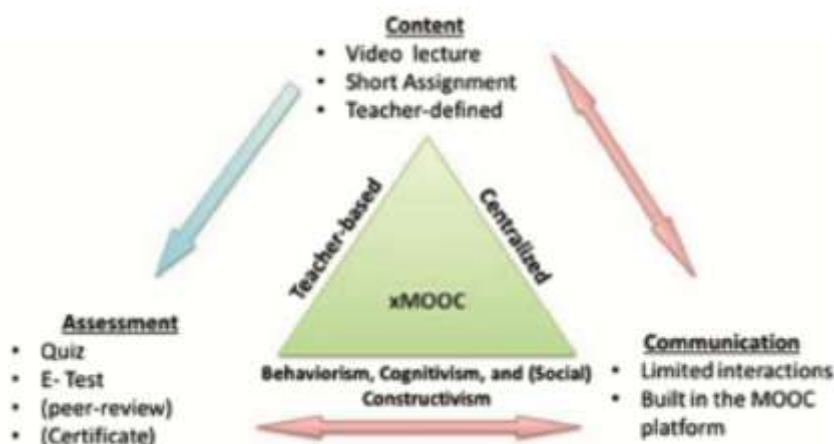 Content
• Video lecture
• Short Assignment
• Teacher-defined
Teacher-based
Centralized
xMOOC
Assessment
• Quiz
• E- Test
• (peer-review)
• (Certificate)
Behaviorism, Cognitivism, and (Social)
Constructivism
Communication
• Limited interactions
• Built in the MOOC
platform